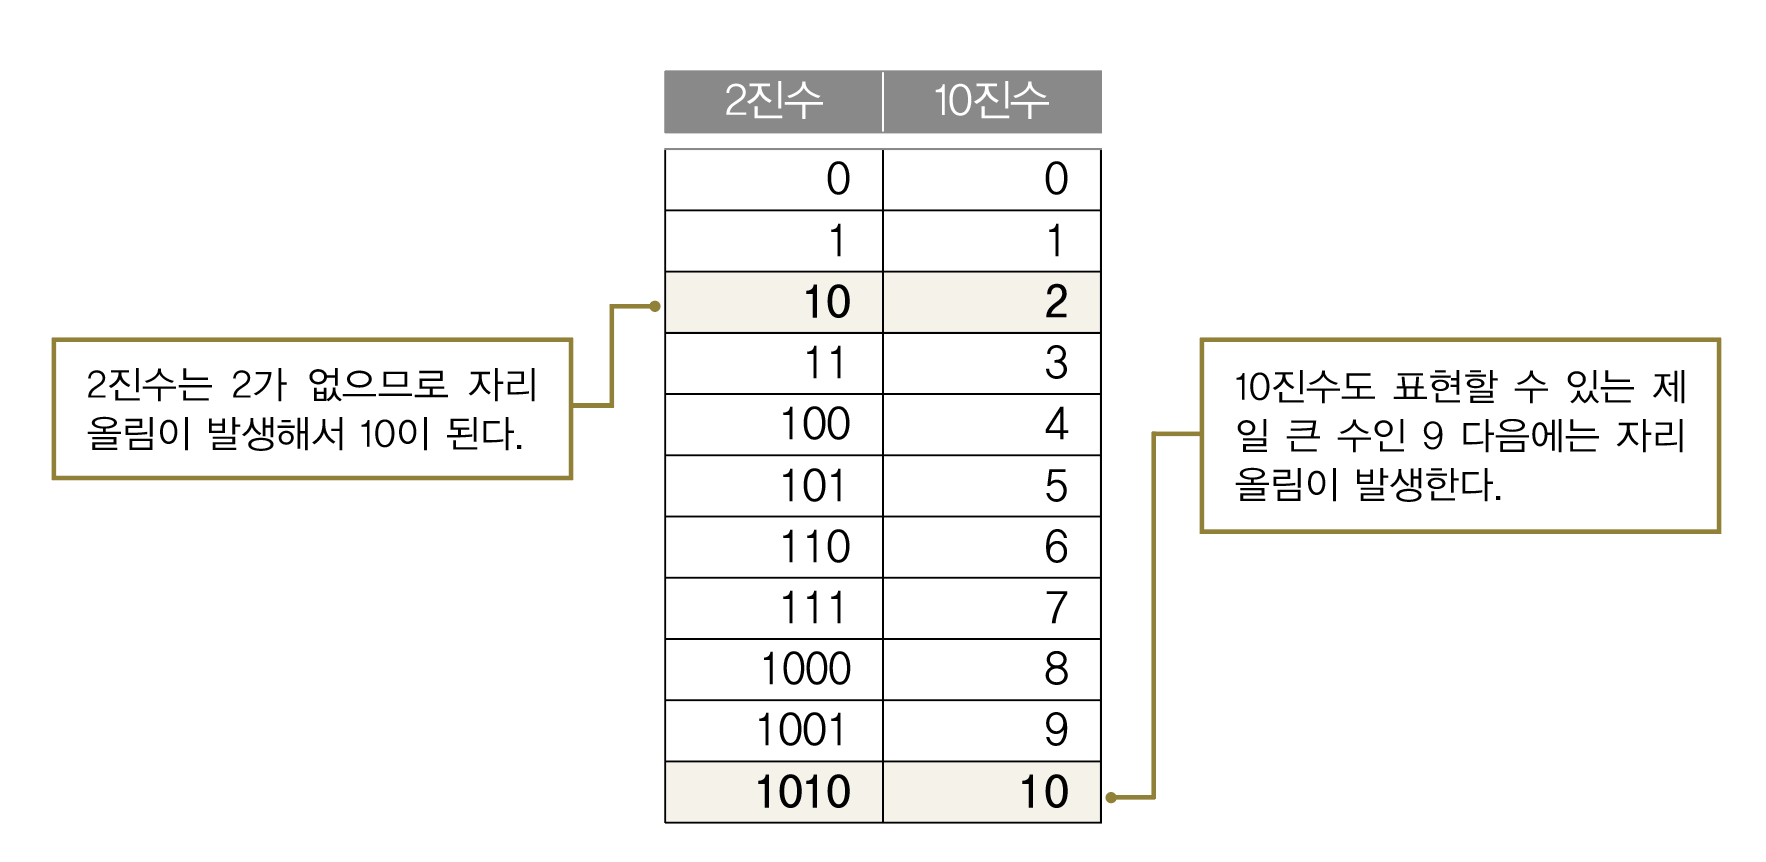 2진수 10진수
0 0
1 1
10 2
11 3
100 4
101 5
110 6
111 7
1000 8
1001 9
1010 10
2진수는 2가 없으므로 자리
올림이 발생해서 10이 된다.
10진수도 표현할 수 있는 제
일 큰 수인 9 다음에는 자리
올림이 발생한다.